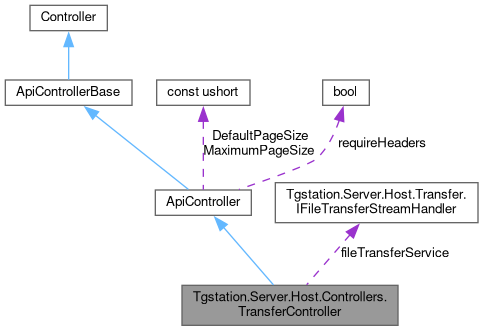 Controller
ApiControllerBase
const ushort
bool
DefaultPageSize
MaximumPageSize
requireHeaders
ApiController
Tgstation.Server.Host.Transfer.
IFileTransferStreamHandler
fileTransferService
Tgstation.Server.Host.Controllers.
TransferController